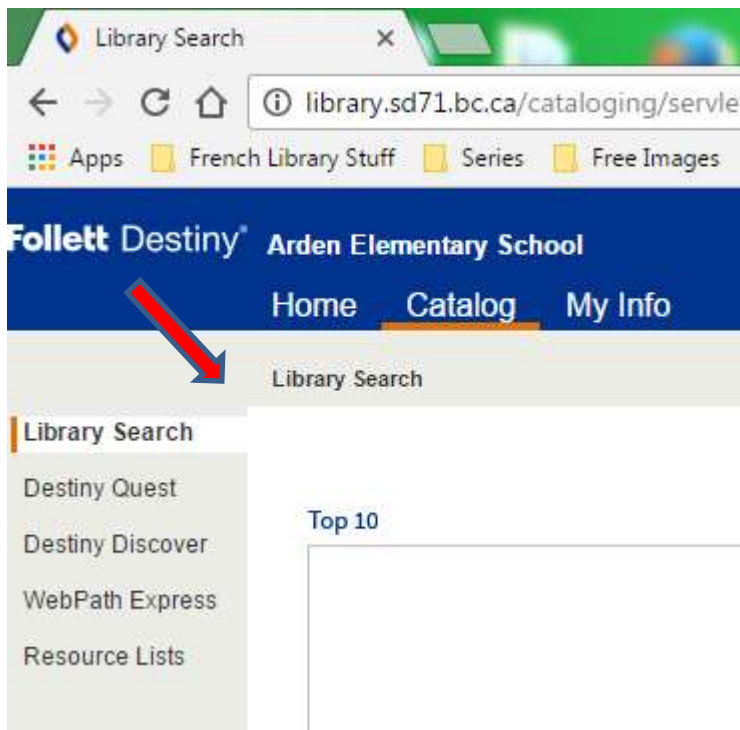 Library Search
library.sd71.bc.ca/cataloging/servle
Apps French Library Stuff Series Free Images
Follett Destiny® Arden Elementary School
Home Catalog My Info
Library Search
Library Search
Destiny Quest
Destiny Discover
WebPath Express
Resource Lists
Top 10